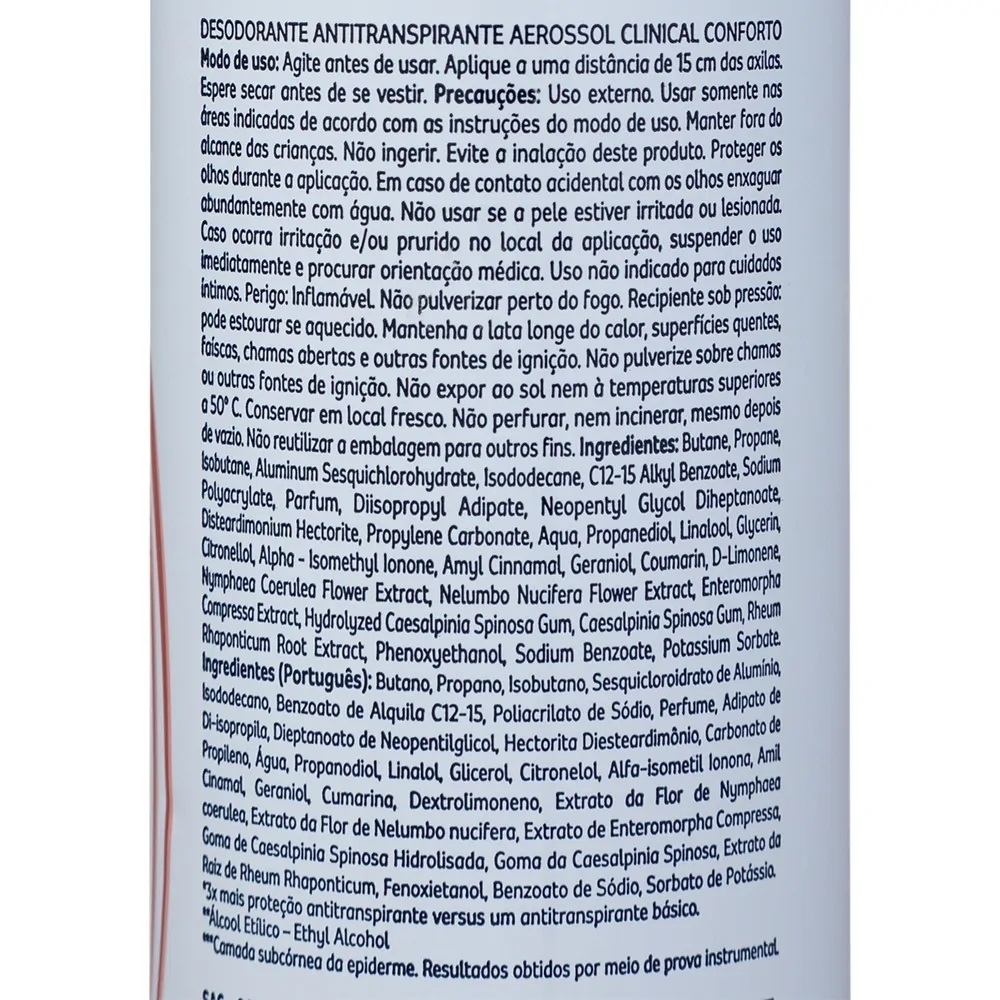 DESODORANTE ANTITRANSPIRANTE AEROSSOL CLINICAL CONFORTO
Modo de uso: Agite antes de usar. Aplique a uma distância de 15 cm das axilas.
Espere secar antes de se vestir. Precauções: Uso externo. Usar somente nas
áreas indicadas de acordo com as instruções do modo de uso. Manter fora do
alcance das crianças. Não ingerir. Evite a inalação deste produto. Proteger os
olhos durante a aplicação. Em caso de contato acidental com os olhos enxaguar
abundantemente com água. Não usar se a pele estiver irritada ou lesionada.
Caso ocorra irritação e/ou prurido no local da aplicação, suspender o uso
imediatamente e procurar orientação médica. Uso não indicado para cuidados
íntimos. Perigo: Inflamável. Não pulverizar perto do fogo. Recipiente sob pressão:
pode estourar se aquecido. Mantenha a lata longe do calor, superfícies quentes,
faíscas, chamas abertas e outras fontes de ignição. Não pulverize sobre chamas
ou outras fontes de ignição. Não expor ao sol nem à temperaturas superiores
a 50° C. Conservar em local fresco. Não perfurar, nem incinerar, mesmo depois
de vazio. Não reutilizar a embalagem para outros fins. Ingredientes: Butane, Propane,
Isobutane, Aluminum Sesquichlorohydrate, Isododecane, C12-15 Alkyl Benzoate, Sodium
Polyacrylate, Parfum, Diisopropyl Adipate, Neopentyl Glycol Diheptanoate,
Disteardimonium Hectorite, Propylene Carbonate, Aqua, Propanediol, Linalool, Glycerin,
Citronellol, Alpha - Isomethyl Ionone, Amyl Cinnamal, Geraniol, Coumarin, D-Limonene,
Nymphaea Coerulea Flower Extract, Nelumbo Nucifera Flower Extract, Enteromorpha
Compressa Extract, Hydrolyzed Caesalpinia Spinosa Gum, Caesalpinia Spinosa Gum, Rheum
Rhaponticum Root Extract, Phenoxyethanol, Sodium Benzoate, Potassium Sorbate.
Ingredientes (Português): Butano, Propano, Isobutano, Sesquicloroidrato de Alumínio,
Isododecano, Benzoato de Alquila C12-15, Poliacrilato de Sódio, Perfume, Adipato de
Di-isopropila, Dieptanoato de Neopentilglicol, Hectorita Diesteardimônio, Carbonato de
Propileno, Água, Propanodiol, Linalol, Glicerol, Citronelol, Alfa-isometil Ionona, Amil
Cinamal, Geraniol, Cumarina, Dextrolimoneno, Extrato da Flor de Nymphaea
coerulea, Extrato da Flor de Nelumbo nucifera, Extrato de Enteromorpha Compressa,
Goma de Caesalpinia Spinosa Hidrolisada, Goma da Caesalpinia Spinosa, Extrato da
Raiz de Rheum Rhaponticum, Fenoxietanol, Benzoato de Sódio, Sorbato de Potássio.
*3x mais proteção antitranspirante versus um antitranspirante básico.
**Álcool Etílico – Ethyl Alcohol
***Camada subcórnea da epiderme. Resultados obtidos por meio de prova instrumental.